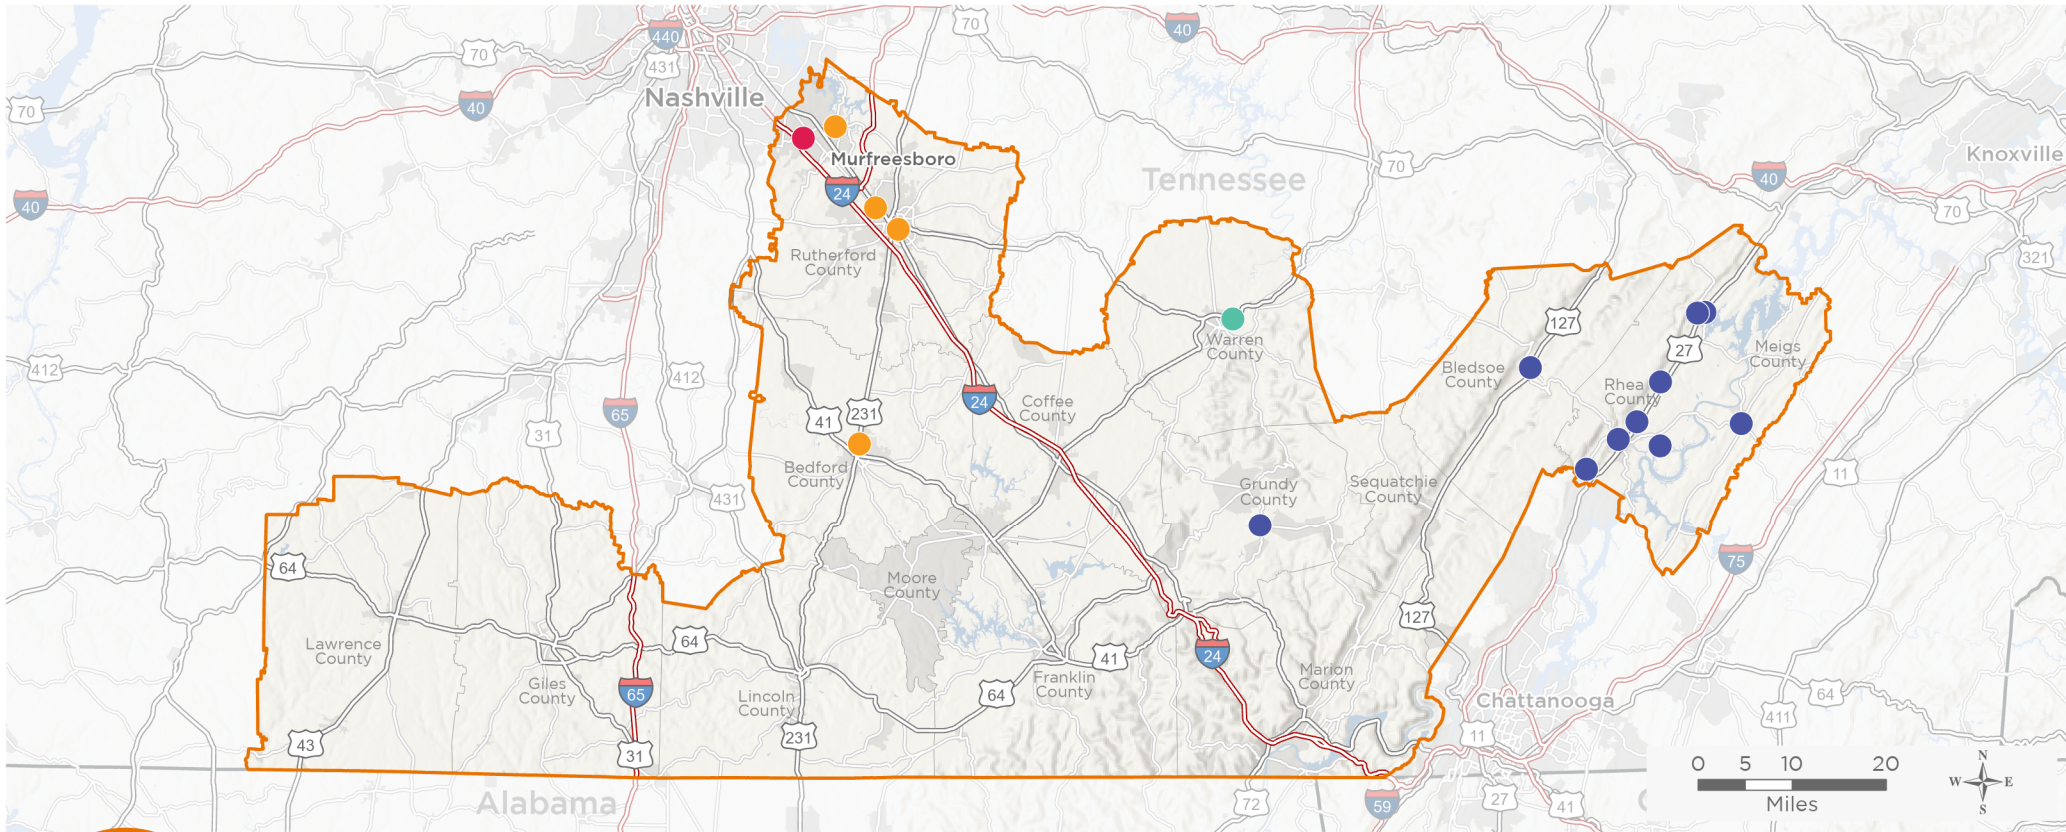 440
70
40
70
431
70
40
Nashville
70
Knoxville
Murfreesboro
70
40
Tennessee
24
40
70
Rutherford
County
321
127
Warren
County
27
Meigs
County
412
412
Bledsoe
County
Rhea
County
65
41
231
24
Coffee
County
31
Bedford
County
11
431
Grundy
County
Sequatchie
County
64
75
Moore
County
127
Lawrence
County
64
41
24
Giles
County
65
Lincoln
County
Franklin
County
64
Marion
County
64
Chattanooga
43
31
231
11
411
Alabama
72
59
27
41
0 5 10 20
Miles
N
W E
S